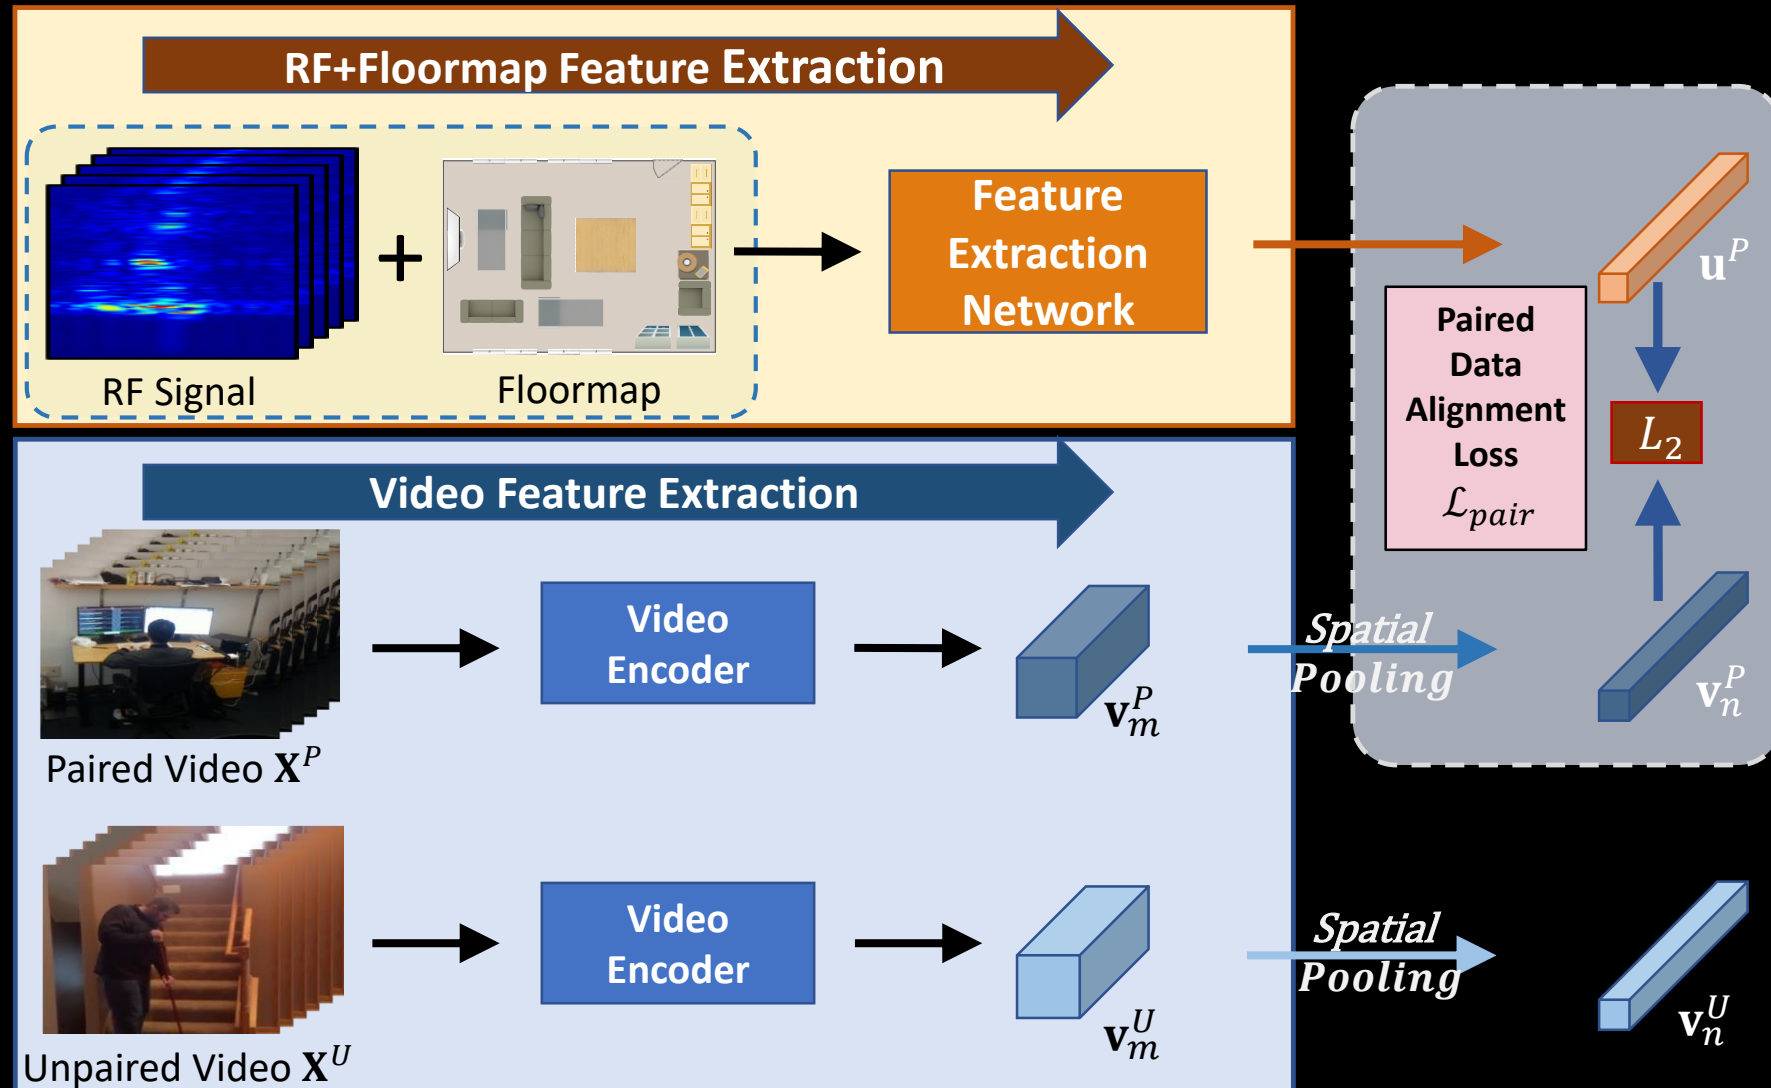 RF+Floormap Feature Extraction
RF Signal
+
Floormap
Feature
Extraction
Network
u^P
Paired
Data
Alignment
Loss
ℒ_pair
L_2
Video Feature Extraction
Paired Video X^P
Video
Encoder
v_m^P
Spatial
Pooling
v_n^P
Unpaired Video X^U
Video
Encoder
v_m^U
Spatial
Pooling
v_n^U